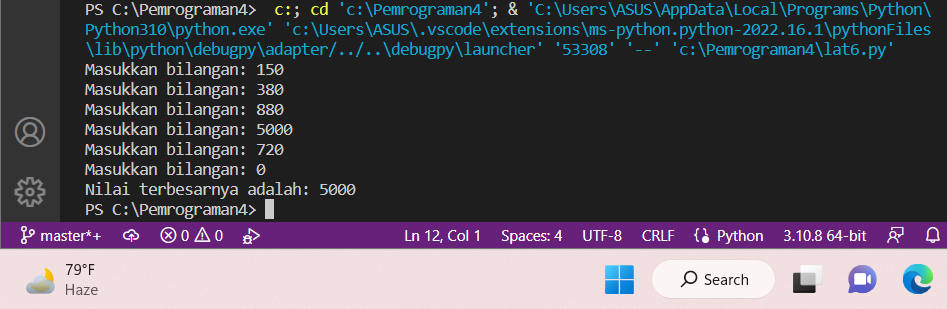 PS C:\Pemrograman4>  c:; cd 'c:\Pemrograman4'; & 'C:\Users\ASUS\AppData\Local\Programs\Python\
Python310\python.exe' 'c:\Users\ASUS\.vscode\extensions\ms-python.python-2022.16.1\pythonFiles
\lib\python\debugpy\adapter/../..\debugpy\launcher' '53308' '--' 'c:\Pemrograman4\lat6.py'
Masukkan bilangan: 150
Masukkan bilangan: 380
Masukkan bilangan: 880
Masukkan bilangan: 5000
Masukkan bilangan: 720
Masukkan bilangan: 0
Nilai terbesarnya adalah: 5000
PS C:\Pemrograman4>
master*+ 0 0 Ln 12, Col 1 Spaces: 4 UTF-8 CRLF Python 3.10.8 64-bit
79°F
Haze
Search